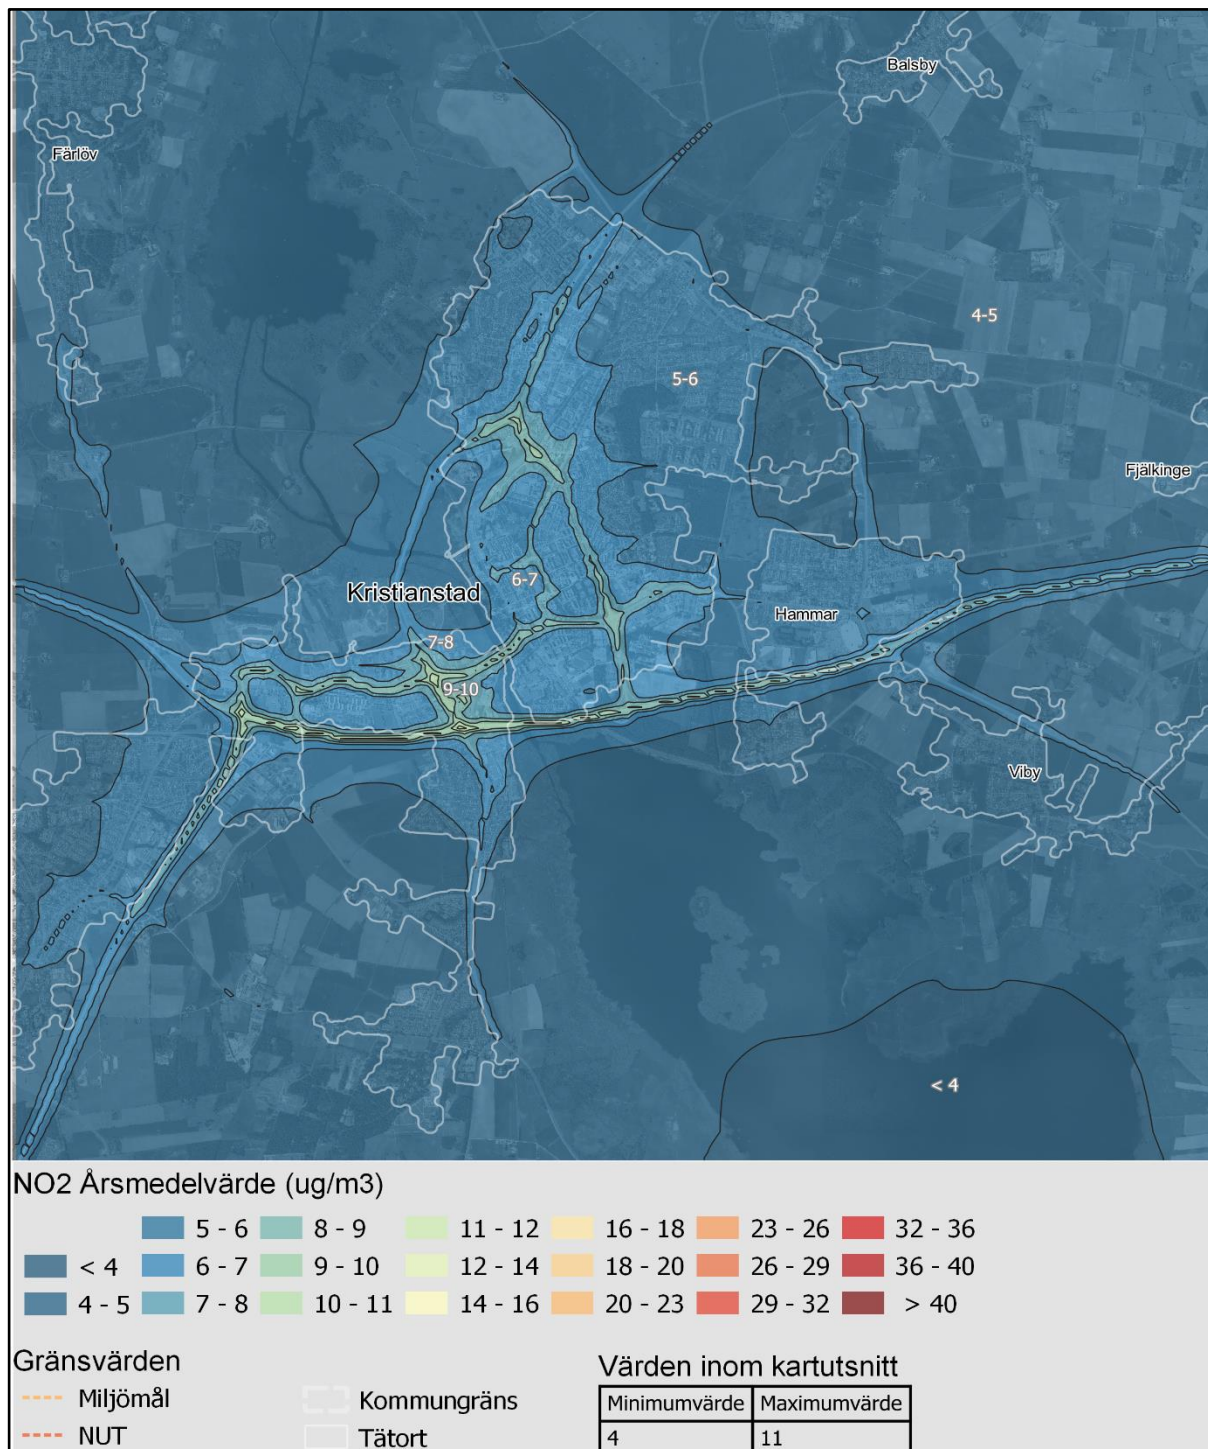 Balsby
Färlöv
4-5
5-6
Fjälkinge
6-7
Kristianstad
Hammar
7-8
9-10
Viby
< 4
NO2 Årsmedelvärde (ug/m3)
5 - 6 8 - 9 11 - 12 16 - 18 23 - 26 32 - 36
< 4 6 - 7 9 - 10 12 - 14 18 - 20 26 - 29 36 - 40
4 - 5 7 - 8 10 - 11 14 - 16 20 - 23 29 - 32 > 40
Gränsvärden Värden inom kartutsnitt
Miljömål Kommungräns Minimumvärde Maximumvärde
NUT Tätort 4 11